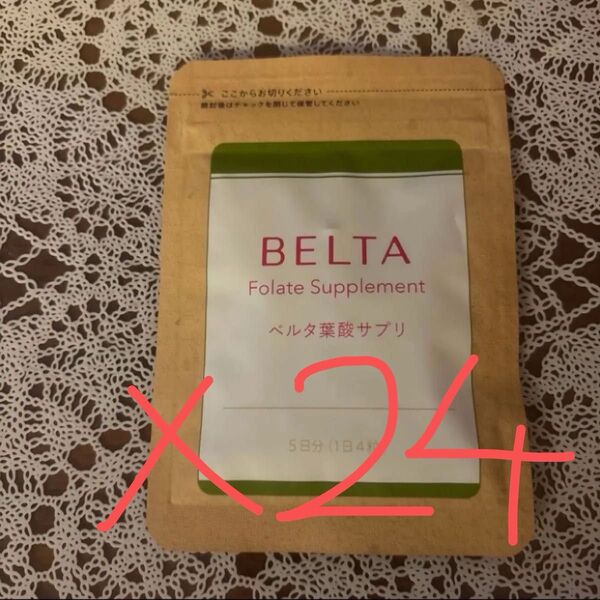 ここからお切りください
開封後はチャックを閉じて保管してください
BELTA
Folate Supplement
ベルタ葉酸サプリ
5日分(1日4粒
×24